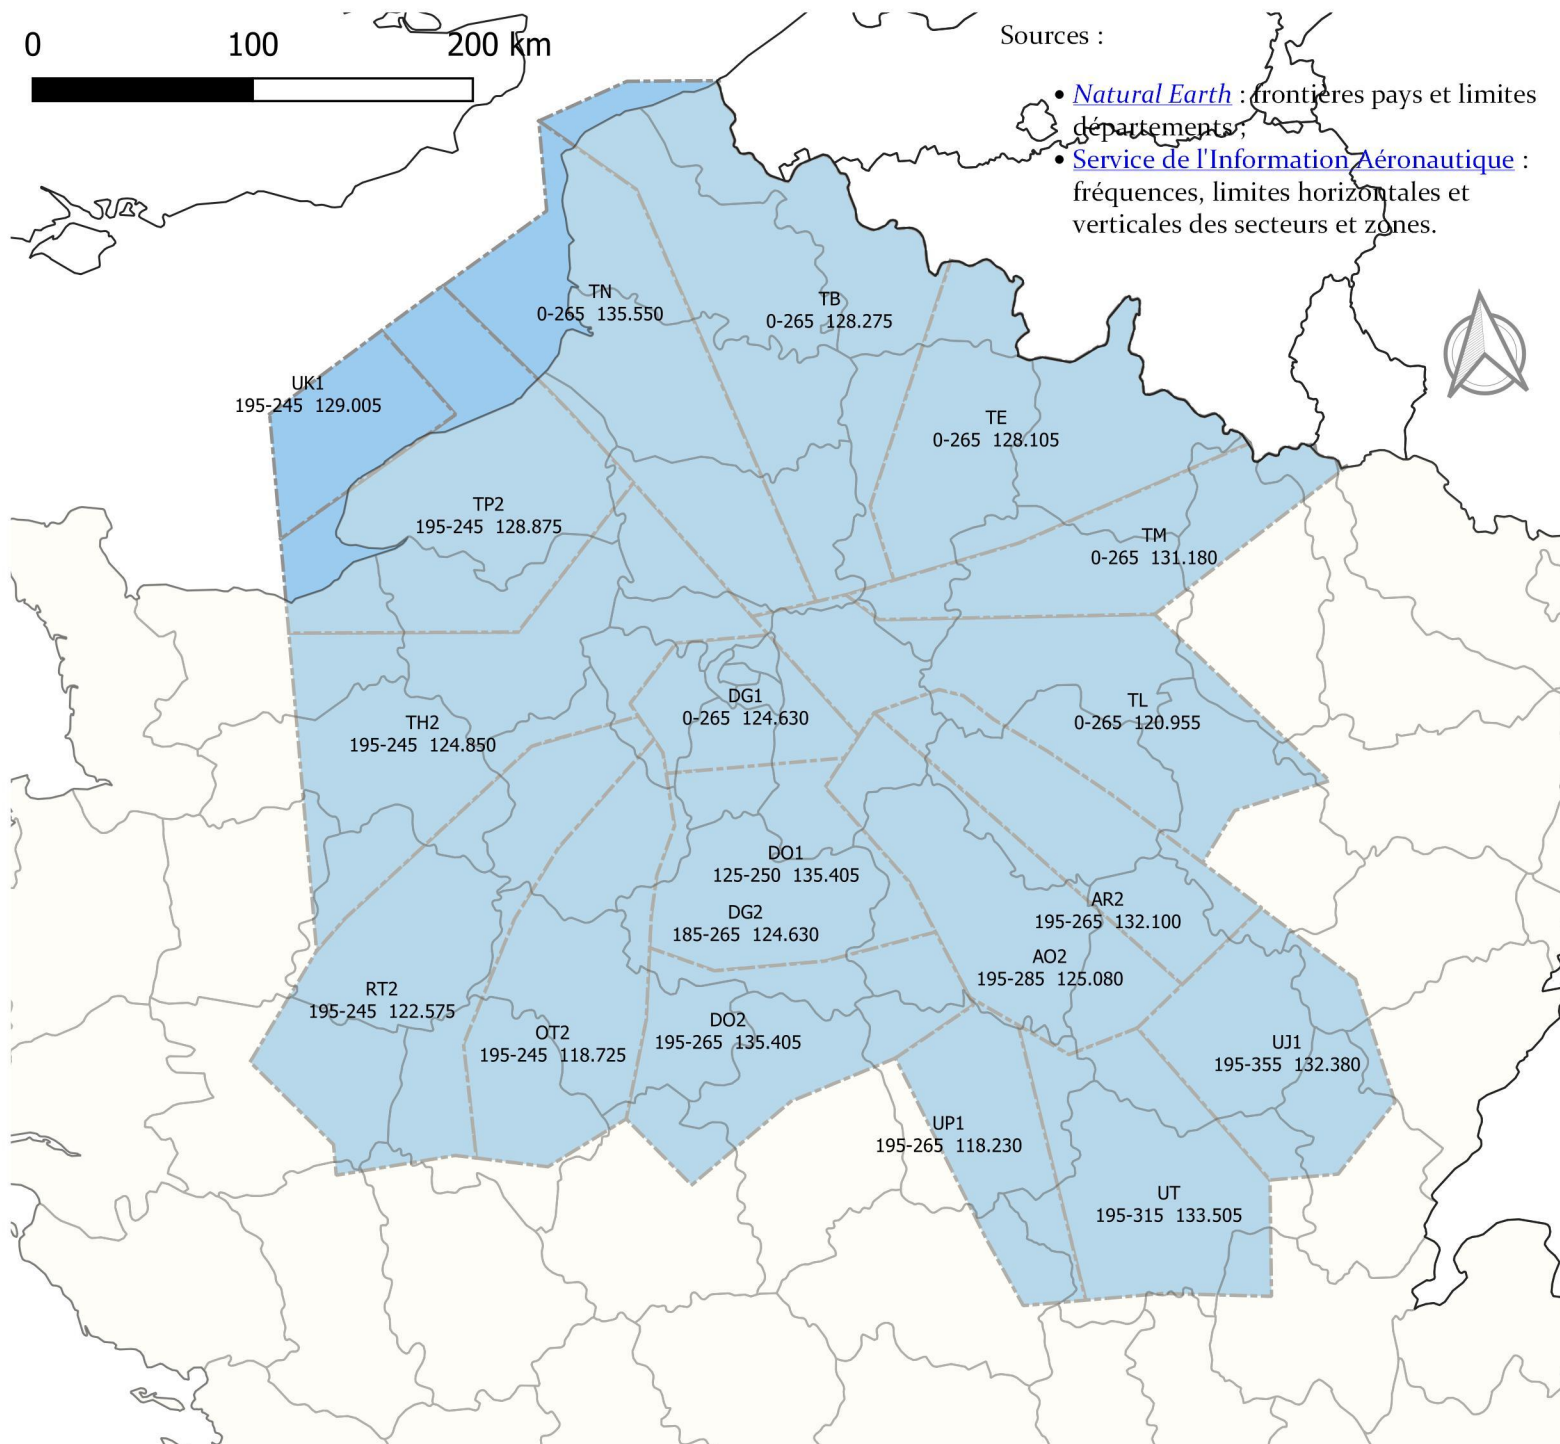 0 100 200 km
Sources :
• Natural Earth : frontières pays et limites
départements ;
• Service de l'Information Aéronautique :
fréquences, limites horizontales et
verticales des secteurs et zones.
TN
0-265 135.550
TB
0-265 128.275
UK1
195-245 129.005
TE
0-265 128.105
TP2
195-245 128.875
TM
0-265 131.180
DG1
0-265 124.630
TL
0-265 120.955
TH2
195-245 124.850
DO1
125-250 135.405
DG2
185-265 124.630
AR2
195-265 132.100
AO2
195-285 125.080
RT2
195-245 122.575
OT2
195-245 118.725
DO2
195-265 135.405
UJ1
195-355 132.380
UP1
195-265 118.230
UT
195-315 133.505